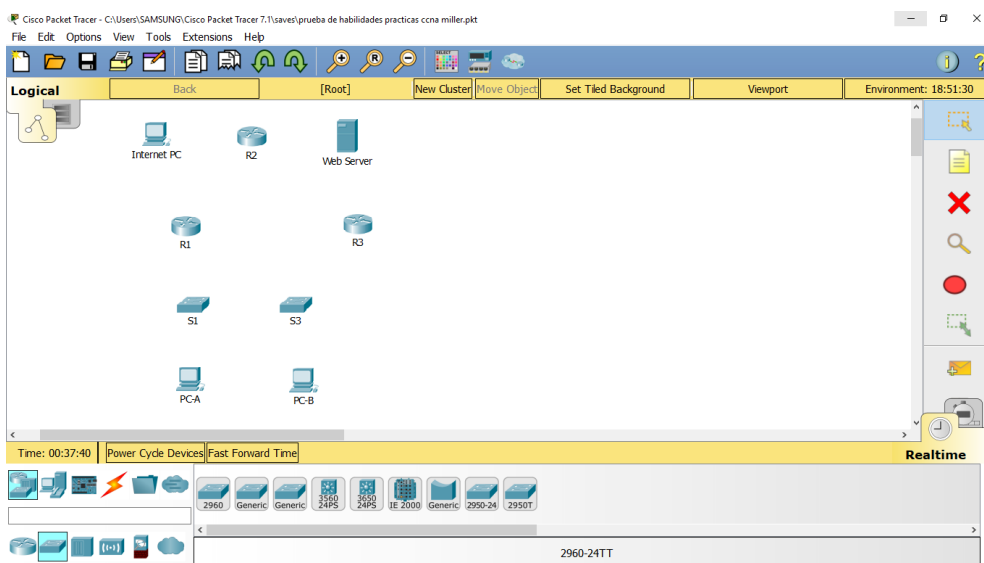 Cisco Packet Tracer - C:\Users\SAMSUNG\Cisco Packet Tracer 7.1\saves\prueba de habilidades practicas ccna miller.pkt
File Edit Options View Tools Extensions Help
Logical Back [Root] New Cluster Move Object Set Tiled Background Viewport Environment: 18:51:30
Internet PC
R2
Web Server
R1
R3
S1
S3
PC-A
PC-B
Time: 00:37:40 Power Cycle Devices Fast Forward Time Realtime
2960 Generic Generic 3560 24PS 3650 24PS IE 2000 Generic 2950-24 2950T
2960-24TT